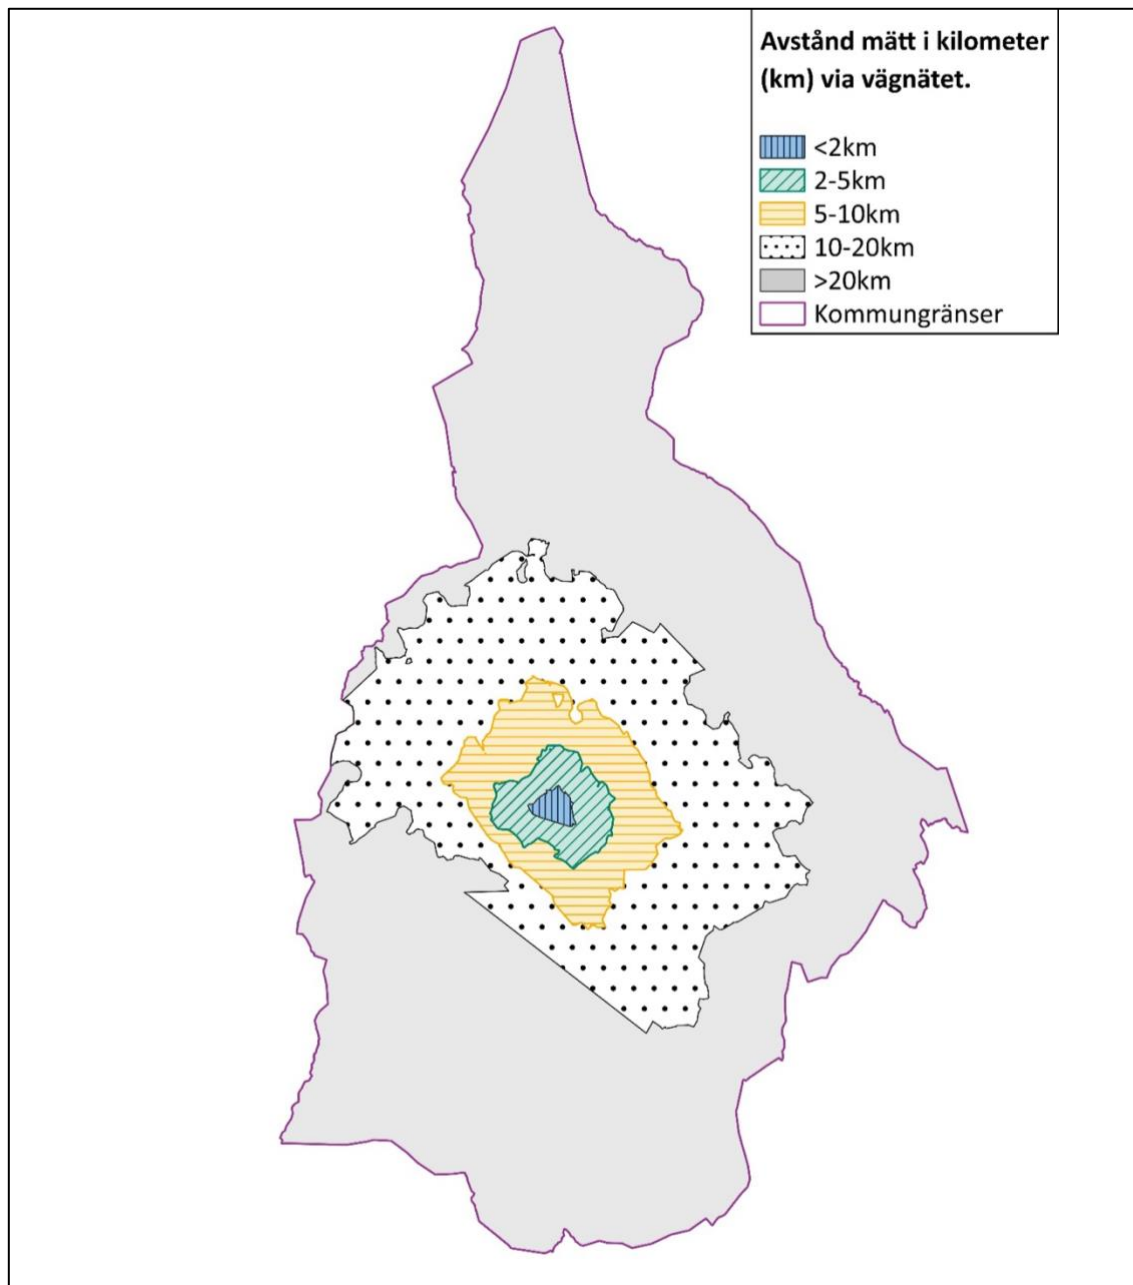 Avstånd mätt i kilometer
(km) via vägnätet.
<2km
2-5km
5-10km
10-20km
>20km
Kommungränser